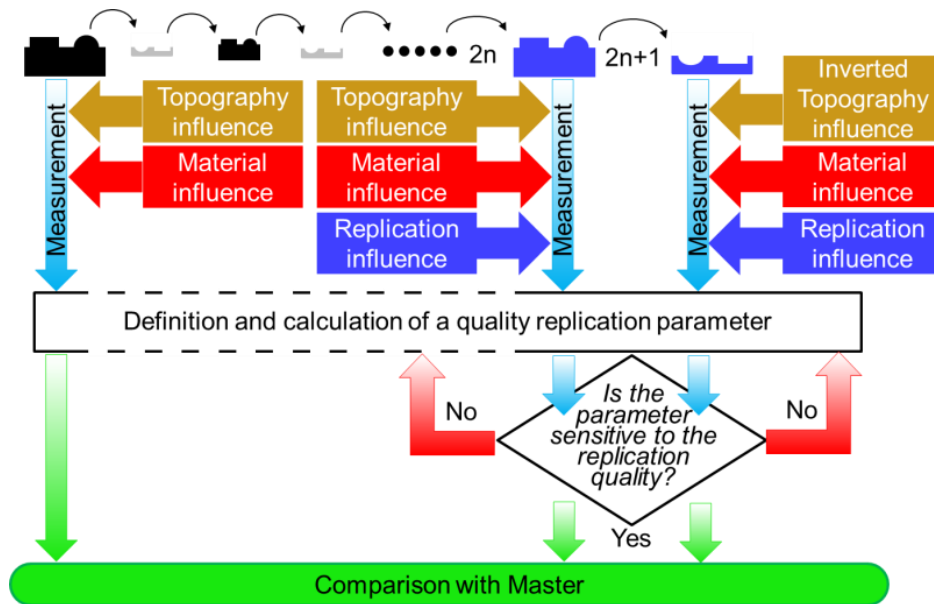 2n
2n+1
Measurement
Topography
influence
Material
influence
Topography
influence
Material
influence
Replication
influence
Measurement
Measurement
Inverted
Topography
influence
Material
influence
Replication
influence
Definition and calculation of a quality replication parameter
No
Is the
parameter
sensitive to the
replication
quality?
No
Yes
Comparison with Master